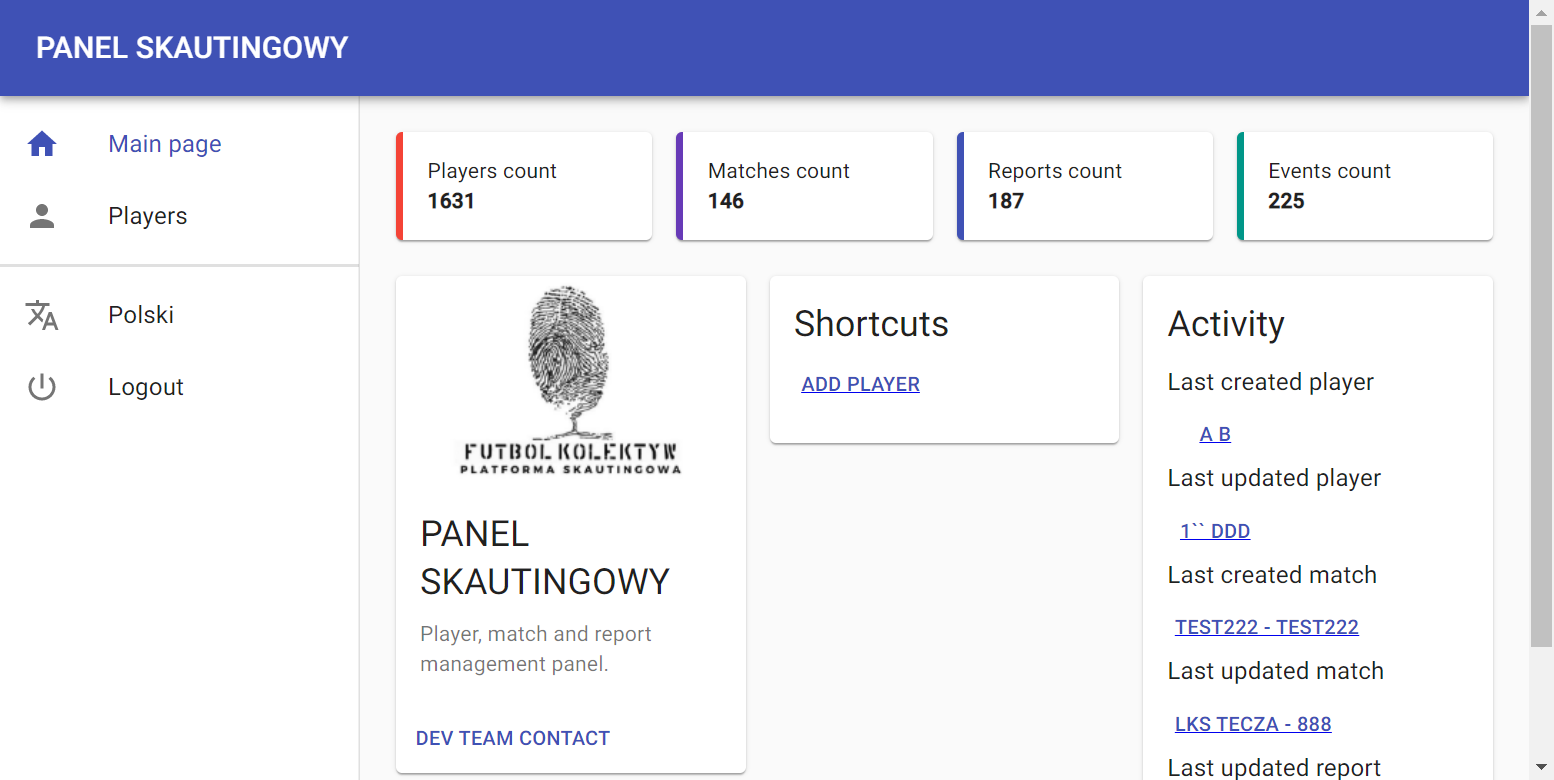 PANEL SKAUTINGOWY
Main page
Players
Polski
Logout
Players count
1631
Matches count
146
Reports count
187
Events count
225
FUTBOL KOLEKTYW
PLATFORMA SKAUTINGOWA
PANEL
SKAUTINGOWY
Player, match and report
management panel.
DEV TEAM CONTACT
Shortcuts
ADD PLAYER
Activity
Last created player
A B
Last updated player
1`` DDD
Last created match
TEST222 - TEST222
Last updated match
LKS TECZA - 888
Last updated report